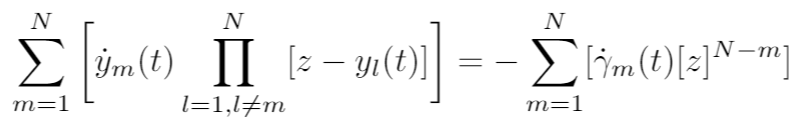 \sum_{m=1}^{N} \left[ \dot{y}_m(t) \prod_{l=1, l \neq m}^{N} [z - y_l(t)] \right] = - \sum_{m=1}^{N} [\dot{\gamma}_m(t)[z]^{N-m}]